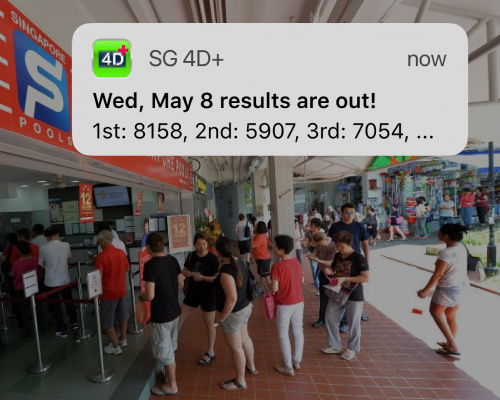 SG 4D+
now
4D+
Wed, May 8 results are out!
1st: 8158, 2nd: 5907, 3rd: 7054, ...
SINGAPORE
POOLS
12
12